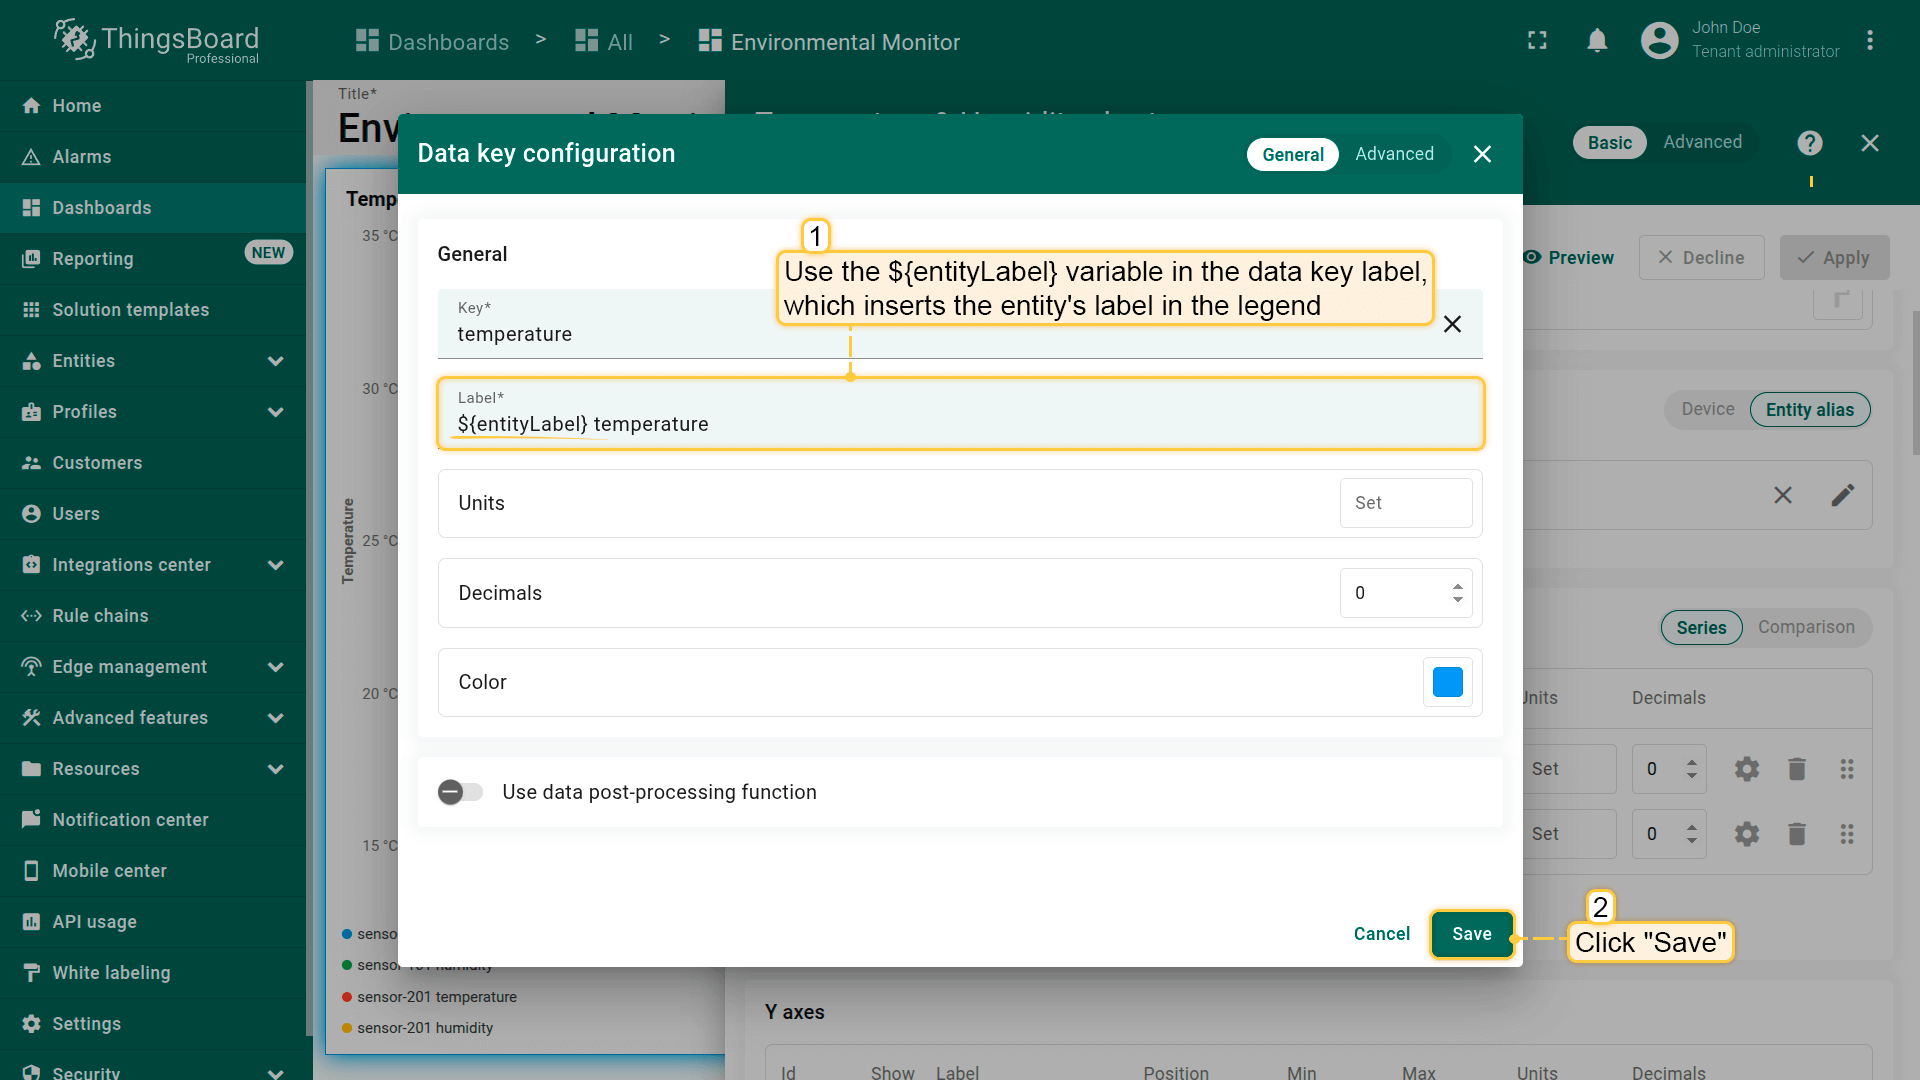 ThingsBoard
Professional
Dashboards > All > Environmental Monitor
John Doe
Tenant administrator
Home
Alarms
Dashboards
Reporting
NEW
Solution templates
Entities
Profiles
Customers
Users
Integrations center
Rule chains
Edge management
Advanced features
Resources
Notification center
Mobile center
API usage
White labeling
Settings
Security
Title*
Temp
35 °C
30 °C
25 °C
20 °C
15 °C
Temperature
senso
sensor-201 temperature
sensor-201 humidity
Basic
Advanced
Preview
Decline
Apply
Device
Entity alias
Series
Comparison
Units
Decimals
Set
0
Set
0
Y axes
Id
Show
Label
Position
Min
Max
Units
Decimals
Data key configuration
General
Advanced
General
1
Use the ${entityLabel} variable in the data key label,
which inserts the entity's label in the legend
Key*
temperature
Label*
${entityLabel} temperature
Units
Set
Decimals
0
Color
Use data post-processing function
Cancel
Save
2
Click "Save"